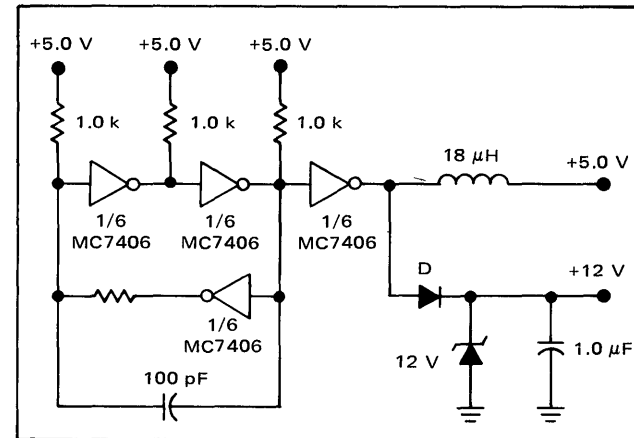 +5.0 V +5.0 V +5.0 V
1.0 k 1.0 k 1.0 k
18 μH
+5.0 V
1/6
MC7406
1/6
MC7406
1/6
MC7406
D
+12 V
1/6
MC7406
12 V
1.0 μF
100 pF